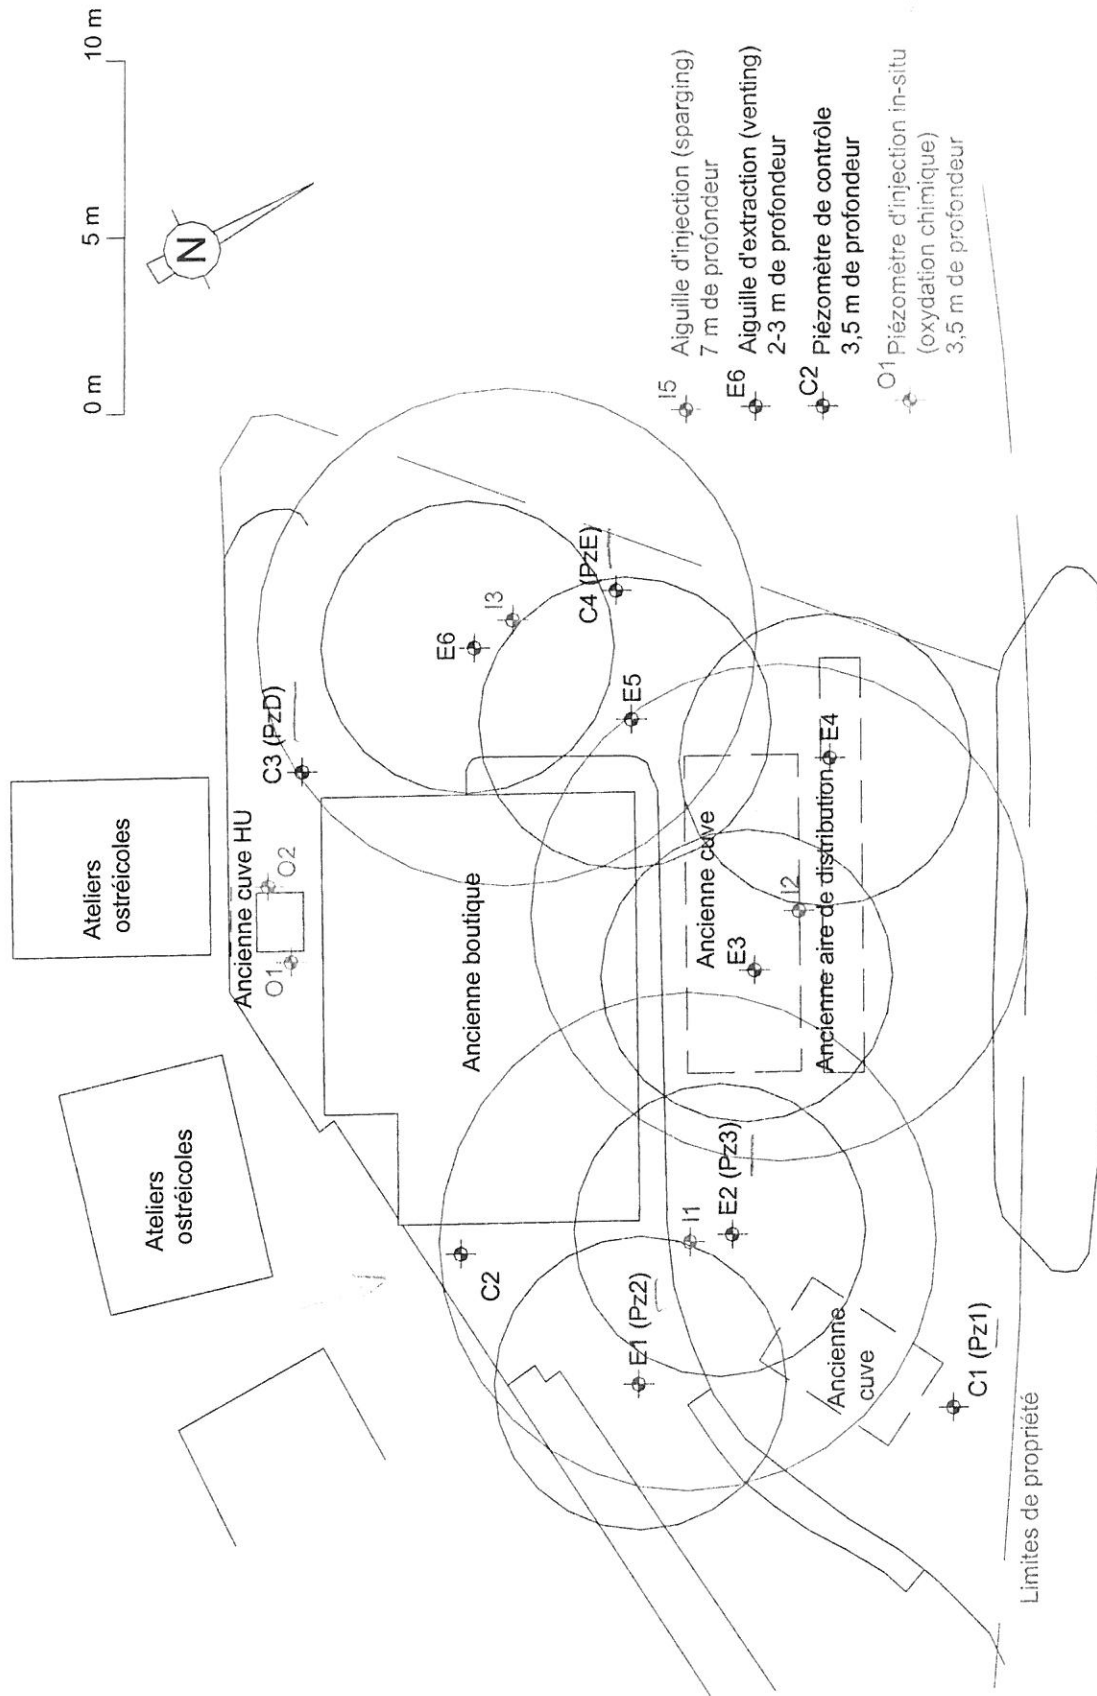 0 m
5 m
10 m
N
Ateliers
ostréicoles
Ateliers
ostréicoles
Ancienne cuve HU
O1
O2
C3 (PzD)
Ancienne boutique
C2
E6
I3
C4 (PzE)
E5
E1 (Pz2)
I1
E2 (Pz3)
Ancienne cuve
E3
I2
Ancienne aire de distribution
E4
Ancienne
cuve
C1 (Pz1)
Limites de propriété
I5 Aiguille d'injection (sparging)
7 m de profondeur
E6 Aiguille d'extraction (venting)
2-3 m de profondeur
C2 Piézomètre de contrôle
3,5 m de profondeur
O1 Piézomètre d'injection in-situ
(oxydation chimique)
3,5 m de profondeur